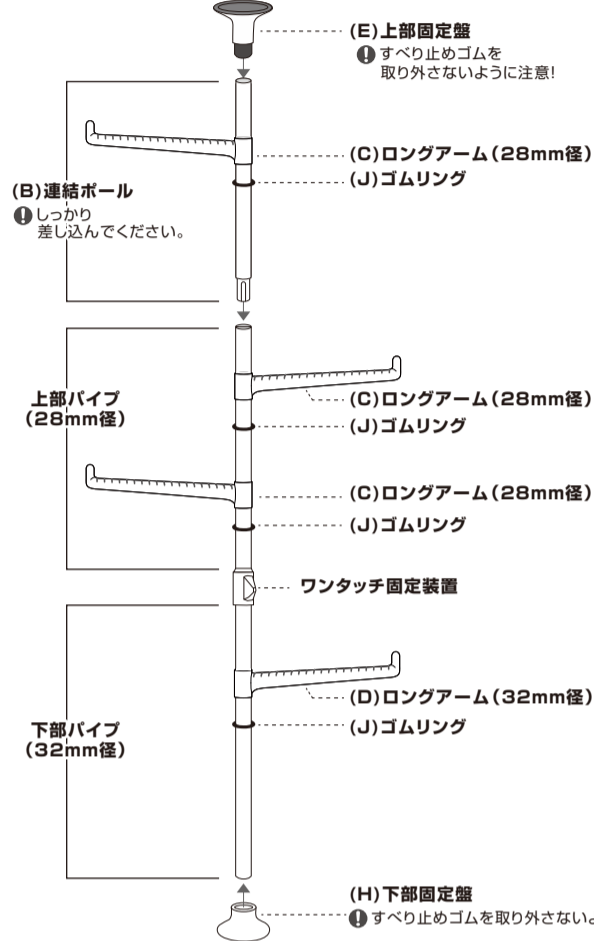 (E)上部固定盤
! すべり止めゴムを
取り外さないように注意!
(C)ロングアーム(28mm径)
(J)ゴムリング
(B)連結ポール
! しっかり
差し込んでください。
上部パイプ
(28mm径)
(C)ロングアーム(28mm径)
(J)ゴムリング
(C)ロングアーム(28mm径)
(J)ゴムリング
ワンタッチ固定装置
(D)ロングアーム(32mm径)
(J)ゴムリング
下部パイプ
(32mm径)
(H)下部固定盤
! すべり止めゴムを取り外さない